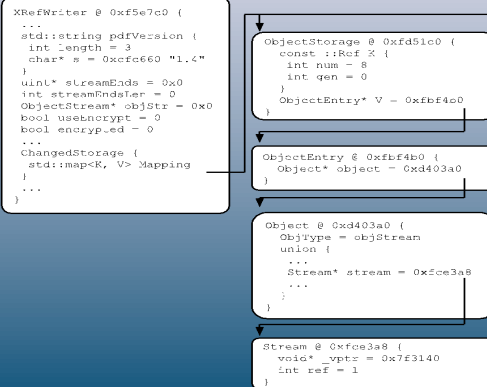 XRefWriter @ 0xf5e7c0 {
...
std::string pdfVersion {
int length = 3
char* s = 0xcfc660 "1.4"
}
uint* streamEnds = 0x0
int streamEndsLen = 0
ObjectStream* objStr = 0x0
bool useEncrypt = 0
bool encrypted = 0
...
ChangedStorage {
std::map<K, V> Mapping
}
...
}
ObjectStorage @ 0xfd51c0 {
const ::Ref K {
int num = 8
int gen = 0
}
ObjectEntry* V = 0xfbf4b0
}
ObjectEntry @ 0xfbf4b0 {
Object* object = 0xd403a0
}
Object @ 0xd403a0 {
ObjType = objStream
union {
...
Stream* stream = 0xfce3a8
...
}
}
Stream @ 0xfce3a8 {
void* _vptr = 0x7f3140
int ref = 1
}